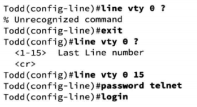 Todd(config-line)#line vty 0 ?
% Unrecognized command
Todd(config-line)#exit
Todd(config)#line vty 0 ?
<1-15> Last Line number
<cr>
Todd(config)#line vty 0 15
Todd(config-line)#password telnet
Todd(config-line)#login